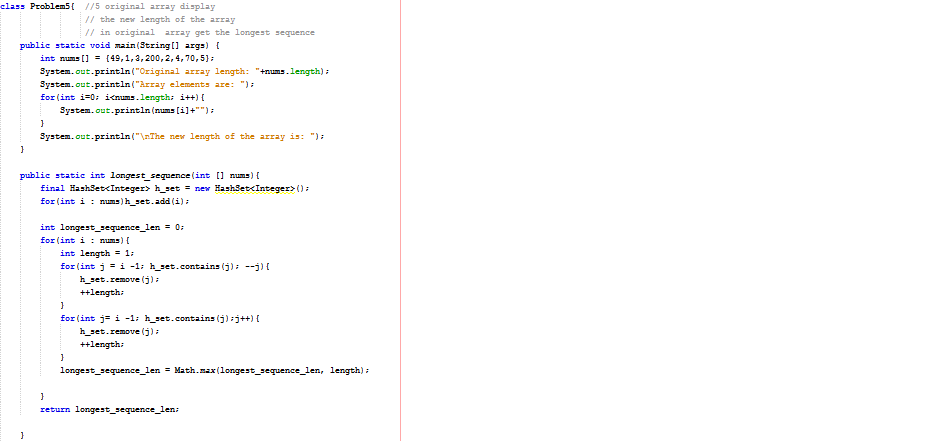 class Problem5{  //5 original array display
                 // the new length of the array
                 // in original  array get the longest sequence
    public static void main(String[] args) {
        int nums[] = {49,1,3,200,2,4,70,5};
        System.out.println("Original array length: "+nums.length);
        System.out.println("Array elements are: ");
        for(int i=0; i<nums.length; i++){
            System.out.println(nums[i]+"");
        }
        System.out.println("\nThe new length of the array is: ");
    }
    public static int longest_sequence(int [] nums){
        final HashSet<Integer> h_set = new HashSet<Integer>();
        for(int i : nums)h_set.add(i);
        int longest_sequence_len = 0;
        for(int i : nums){
            int length = 1;
            for(int j = i -1; h_set.contains(j); --j){
                h_set.remove(j);
                ++length;
            }
            for(int j= i -1; h_set.contains(j);j++){
                h_set.remove(j);
                ++length;
            }
            longest_sequence_len = Math.max(longest_sequence_len, length);
        }
        return longest_sequence_len;
    }